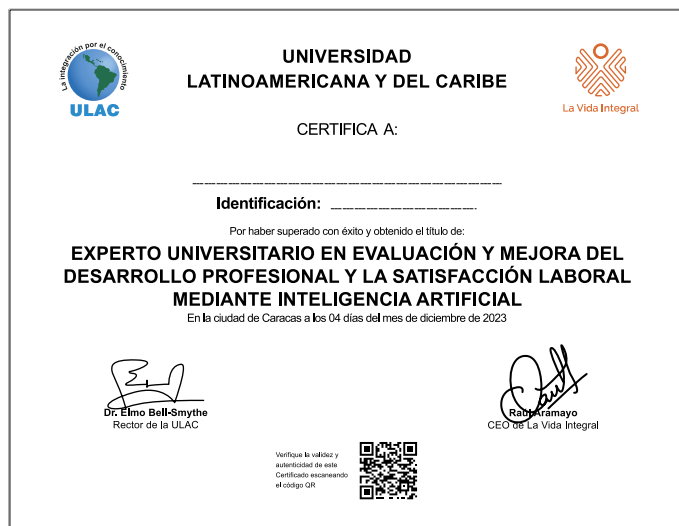 La integración por el conocimiento
ULAC
UNIVERSIDAD
LATINOAMERICANA Y DEL CARIBE
La Vida Integral
CERTIFICA A:
Identificación:
Por haber superado con éxito y obtenido el título de:
EXPERTO UNIVERSITARIO EN EVALUACIÓN Y MEJORA DEL
DESARROLLO PROFESIONAL Y LA SATISFACCIÓN LABORAL
MEDIANTE INTELIGENCIA ARTIFICIAL
En la ciudad de Caracas a los 04 días del mes de diciembre de 2023
Dr. Elmo Bell-Smythe
Rector de la ULAC
Raúl Aramayo
CEO de La Vida Integral
Verifique la validez y
autenticidad de este
Certificado escaneando
el código QR